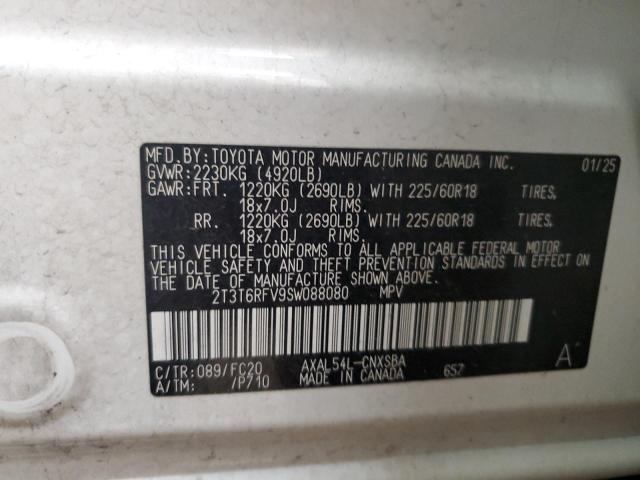 MFD.BY:TOYOTA MOTOR MANUFACTURING CANADA INC. 01/25
GVWR:2230KG (4920LB)
GAWR:FRT. 1220KG (2690LB) WITH 225/60R18 TIRES.
18x7.0J RIMS.
RR. 1220KG (2690LB) WITH 225/60R18 TIRES.
18x7.0J RIMS.
THIS VEHICLE CONFORMS TO ALL APPLICABLE FEDERAL MOTOR
VEHICLE SAFETY AND THEFT PREVENTION STANDARDS IN EFFECT ON
THE DATE OF MANUFACTURE SHOWN ABOVE.
2T3T6RFV9SW088080 MPV
C/TR:089/FC20 AXAL54L-CNXSBA
A/TM: /P710 MADE IN CANADA 657 A